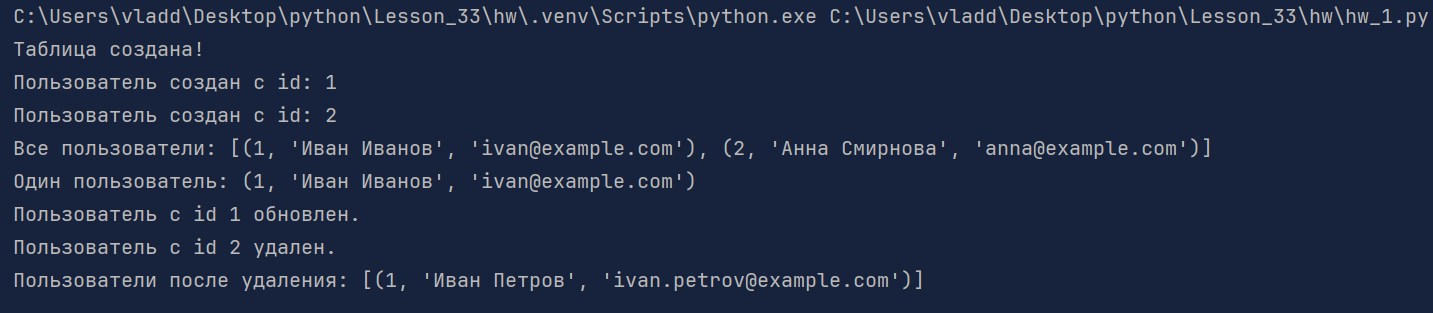 C:\Users\vladd\Desktop\python\Lesson_33\hw\.venv\Scripts\python.exe C:\Users\vladd\Desktop\python\Lesson_33\hw\hw_1.py
Таблица создана!
Пользователь создан с id: 1
Пользователь создан с id: 2
Все пользователи: [(1, 'Иван Иванов', 'ivan@example.com'), (2, 'Анна Смирнова', 'anna@example.com')]
Один пользователь: (1, 'Иван Иванов', 'ivan@example.com')
Пользователь с id 1 обновлен.
Пользователь с id 2 удален.
Пользователи после удаления: [(1, 'Иван Петров', 'ivan.petrov@example.com')]